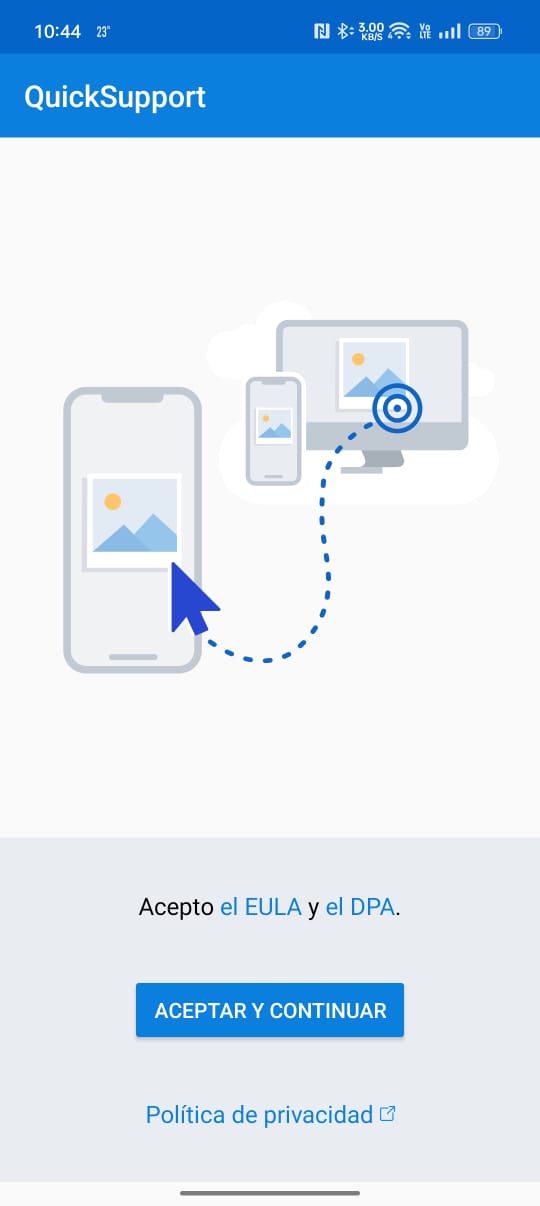 10:44 23° 3.00 KB/S 4 Vo LTE 89
QuickSupport
Acepto el EULA y el DPA.
ACEPTAR Y CONTINUAR
Política de privacidad